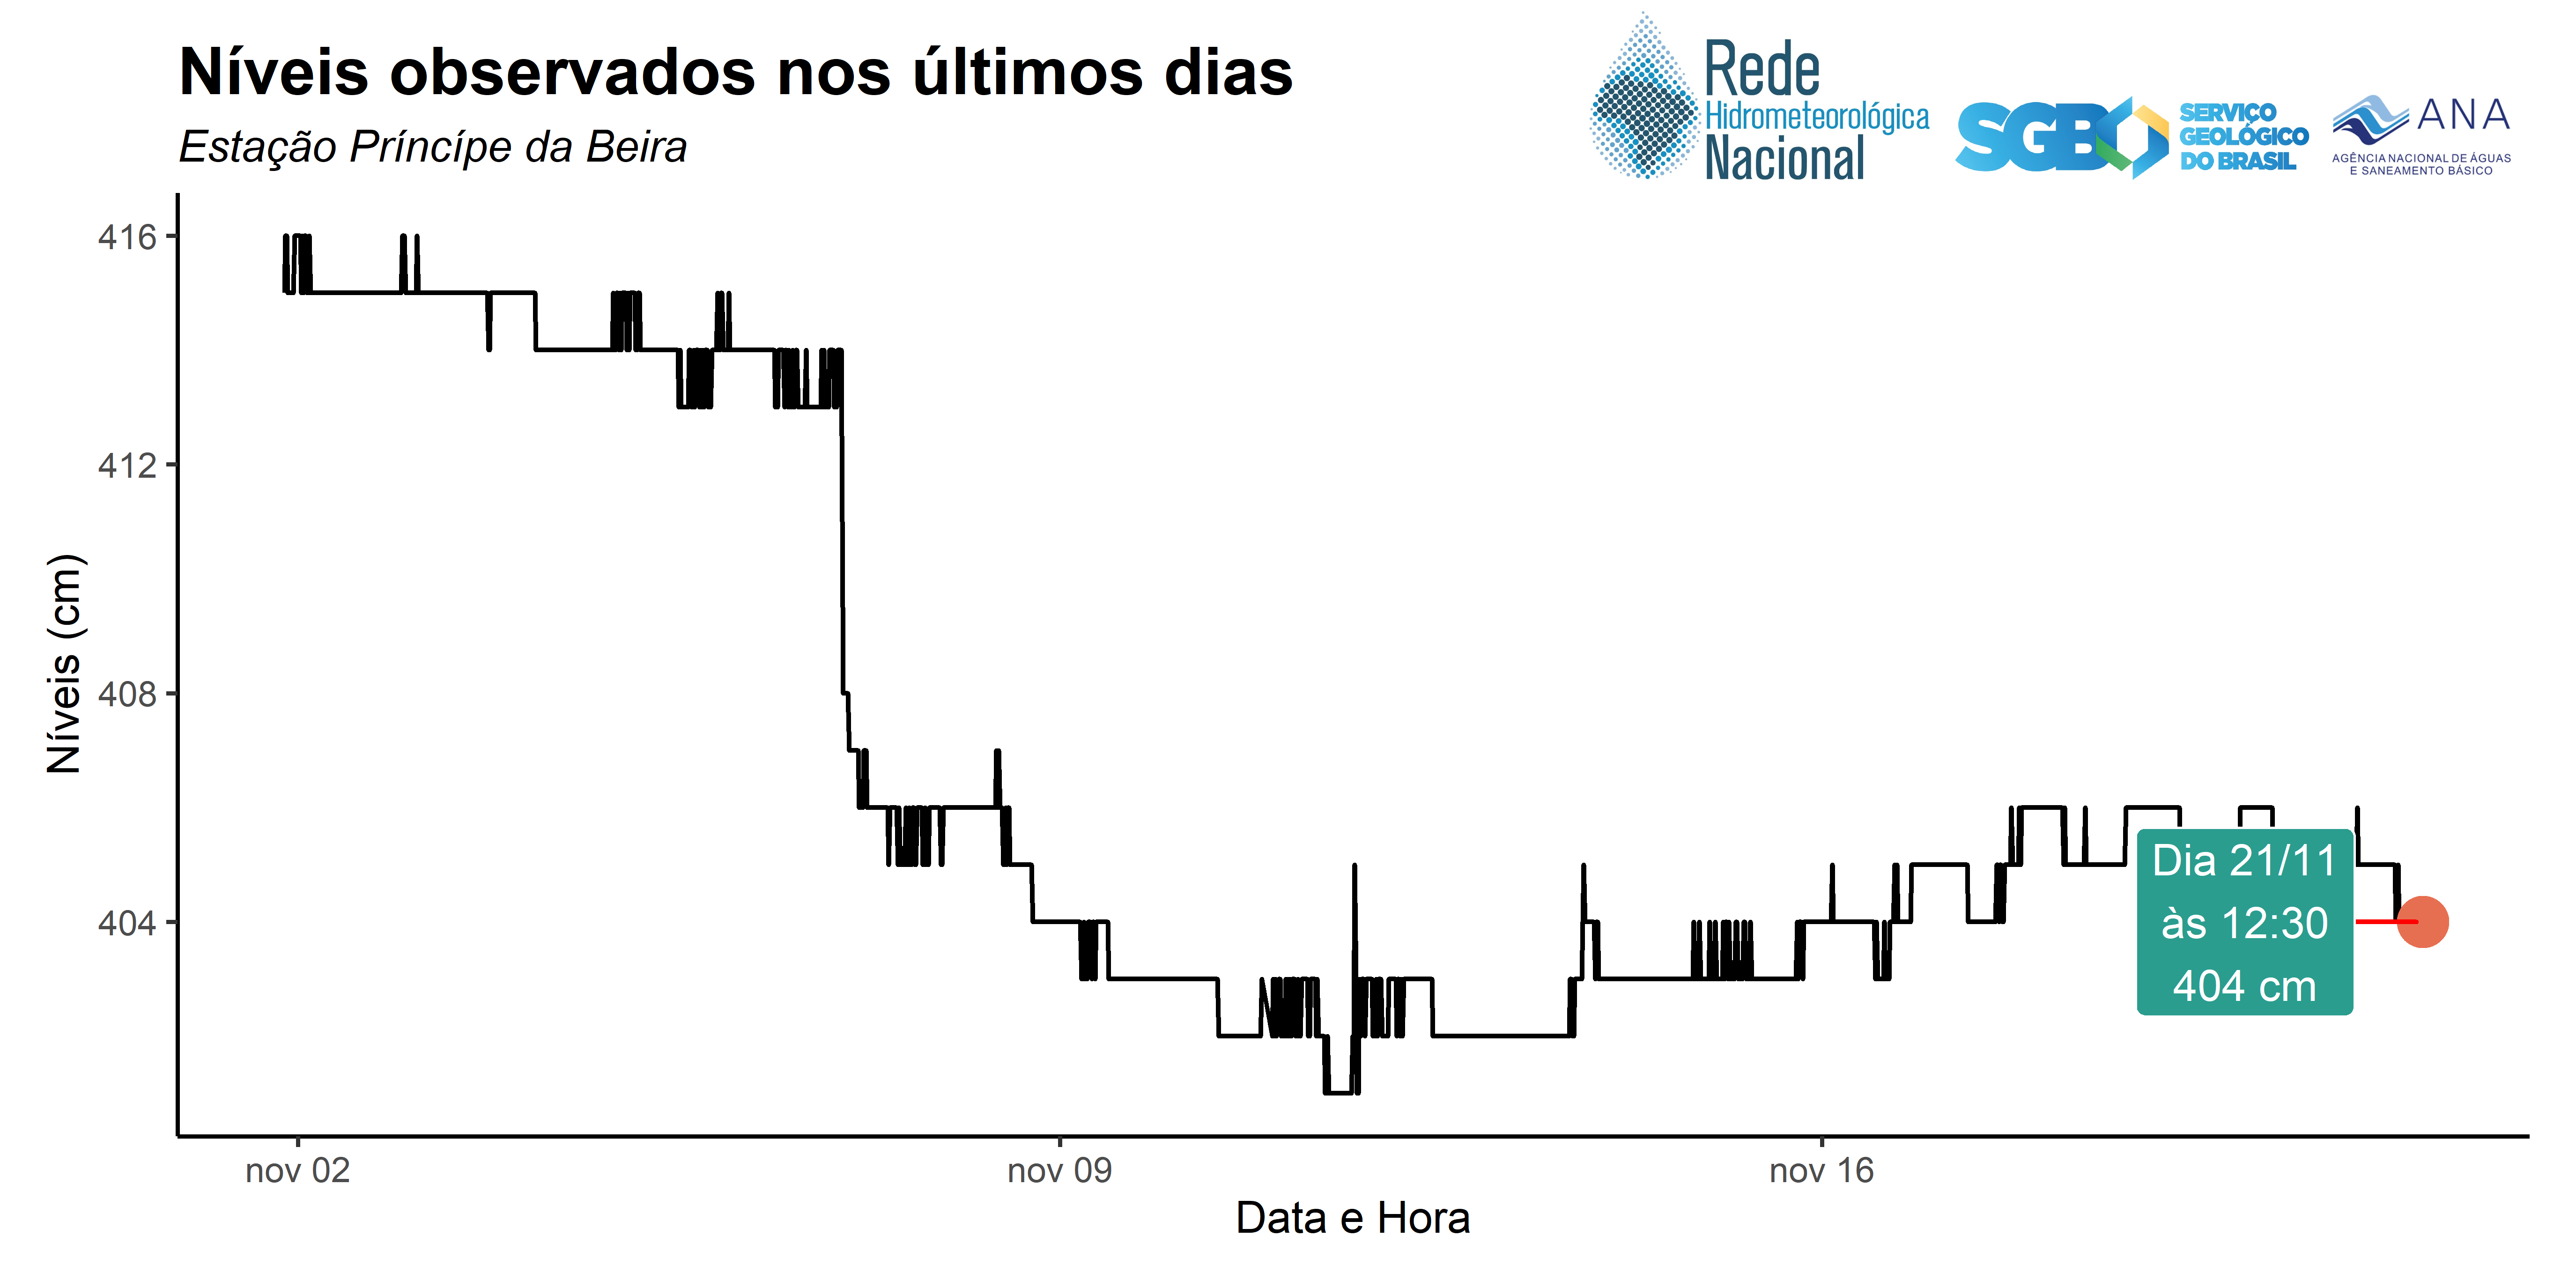 Níveis observados nos últimos dias
Estação Príncípe da Beira
Rede
Hidrometeorológica
Nacional
SGB
SERVIÇO
GEOLÓGICO
DO BRASIL
ANA
AGÊNCIA NACIONAL DE ÁGUAS
E SANEAMENTO BÁSICO
Níveis (cm)
416
412
408
404
Dia 21/11
às 12:30
404 cm
nov 02
nov 09
nov 16
Data e Hora